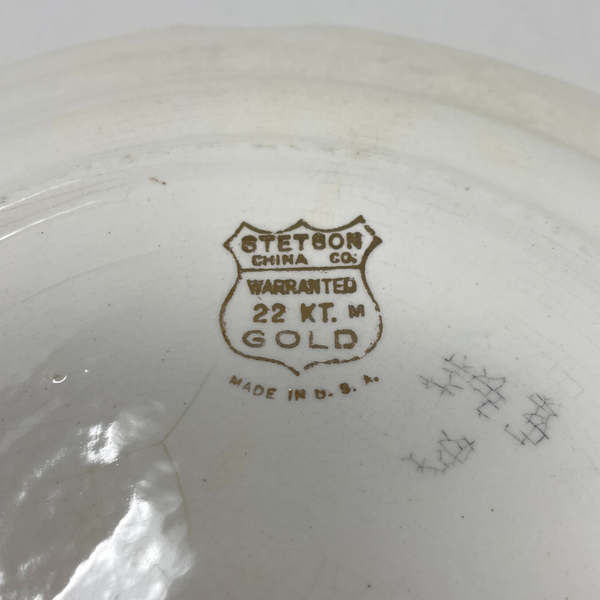 STETSON
CHINA CO.
WARRANTED
22 KT. M
GOLD
MADE IN U. S. A.